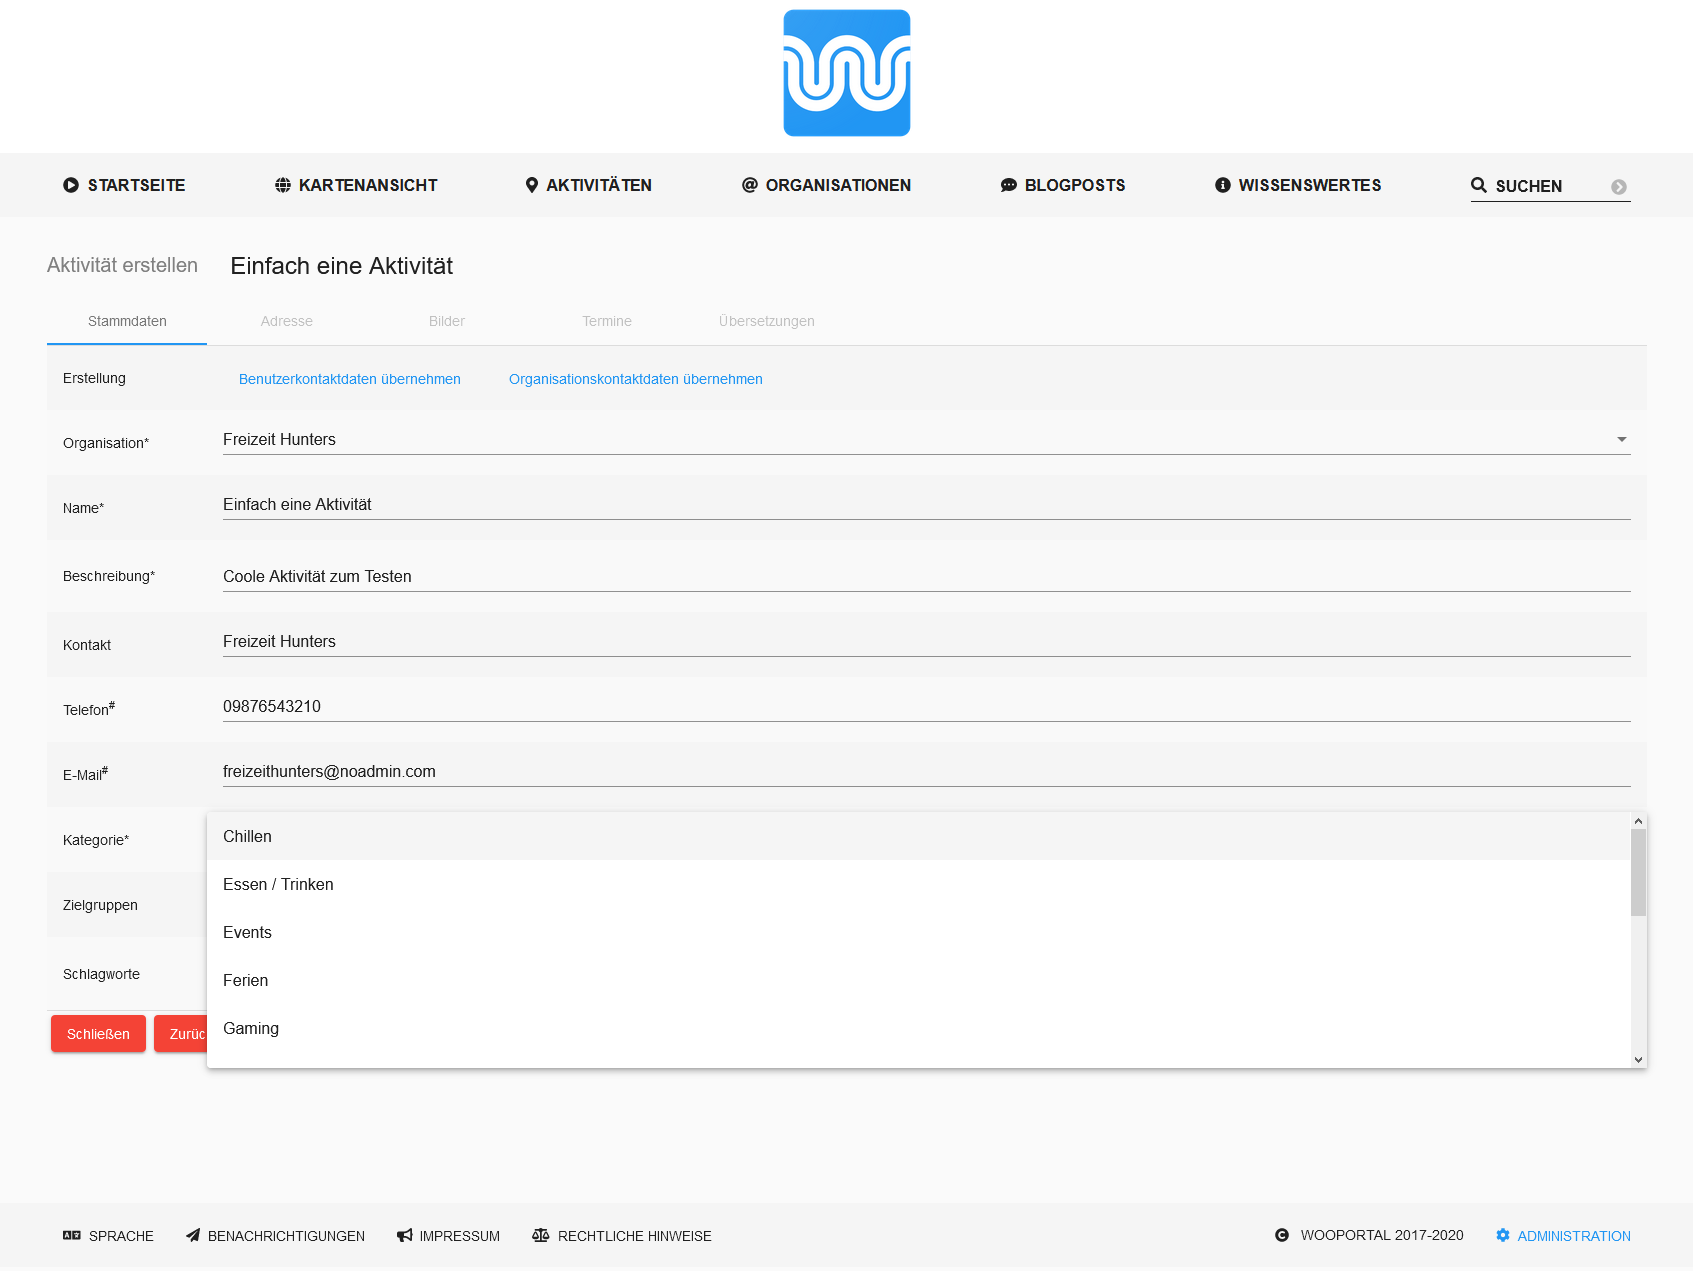 STARTSEITE KARTENANSICHT AKTIVITÄTEN @ ORGANISATIONEN BLOGPOSTS WISSENSWERTES SUCHEN
Aktivität erstellen Einfach eine Aktivität
Stammdaten Adresse Bilder Termine Übersetzungen
Erstellung Benutzerkontaktdaten übernehmen Organisationskontaktdaten übernehmen
Organisation* Freizeit Hunters
Name* Einfach eine Aktivität
Beschreibung* Coole Aktivität zum Testen
Kontakt Freizeit Hunters
Telefon# 09876543210
E-Mail# freizeithunters@noadmin.com
Kategorie* Chillen
Essen / Trinken
Zielgruppen
Events
Schlagworte Ferien
Schließen Zurüc Gaming
SPRACHE BENACHRICHTIGUNGEN IMPRESSUM RECHTLICHE HINWEISE WOOPORTAL 2017-2020 ADMINISTRATION